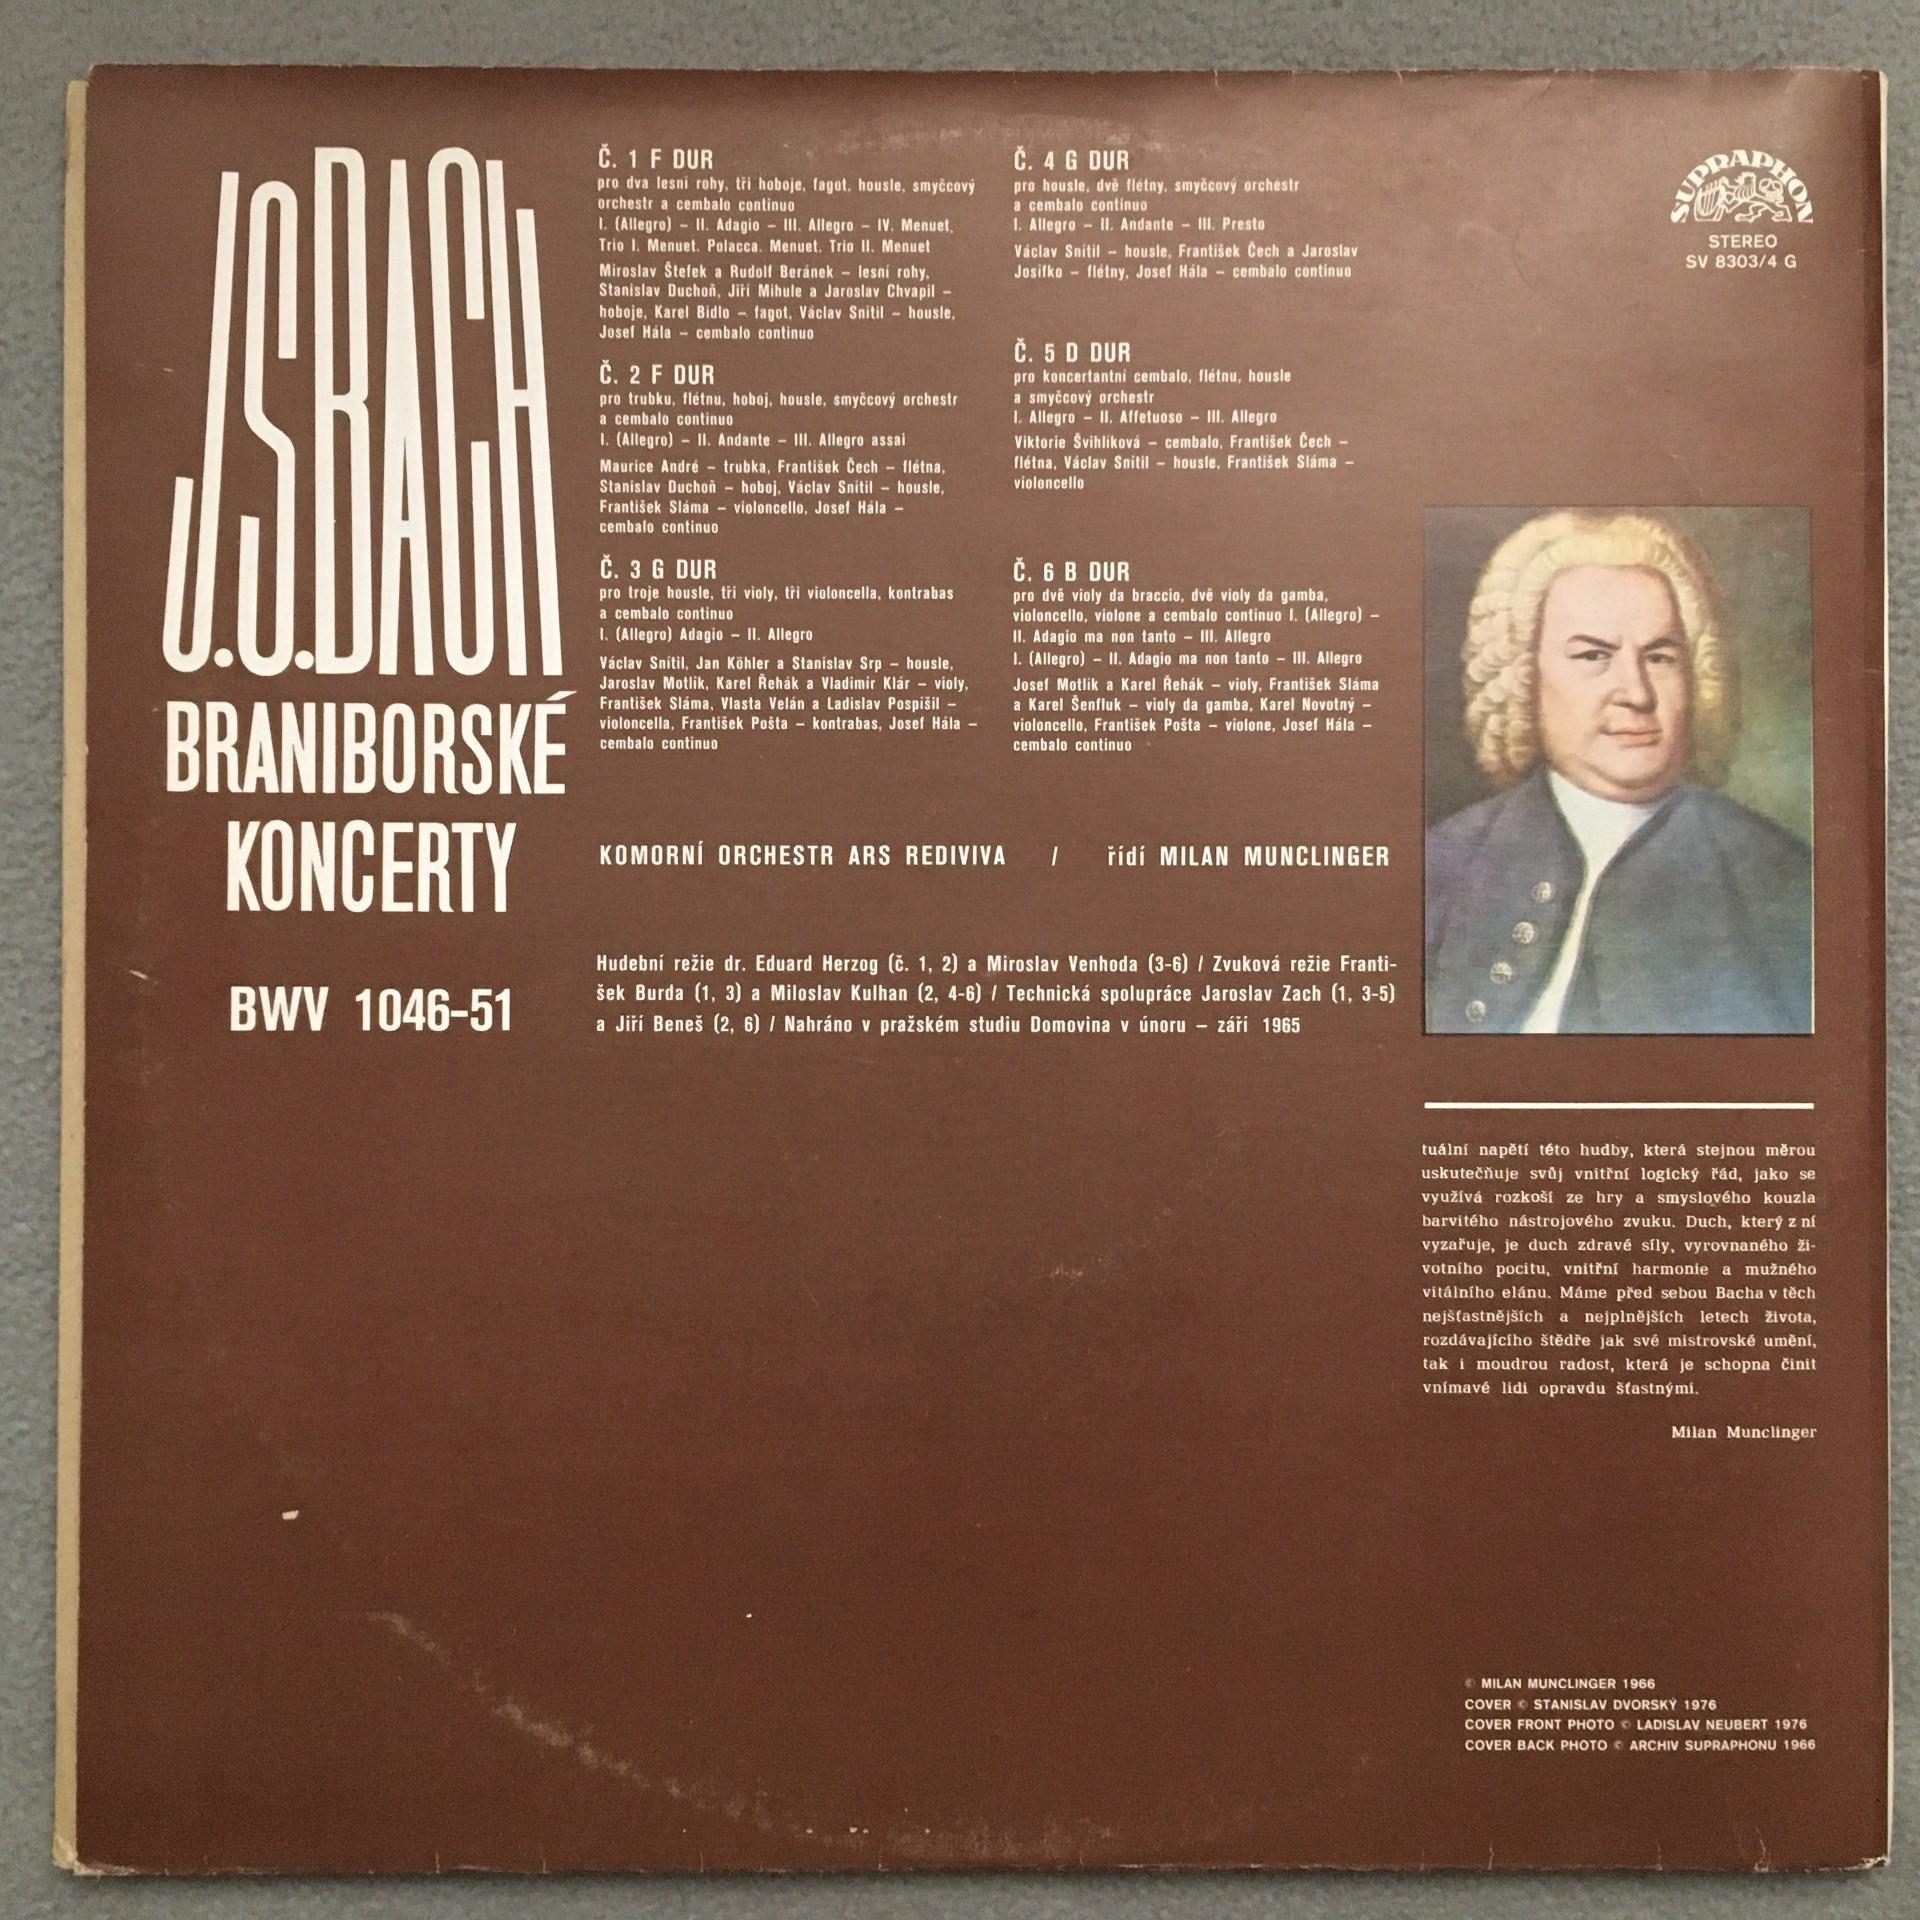 J.S.BACH
BRANIBORSKÉ
KONCERTY
BWV 1046-51
Č. 1 F DUR
pro dva lesní rohy, tři hoboje, fagot, housle, smyčcový
orchestr a cembalo continuo
I. (Allegro) – II. Adagio – III. Allegro – IV. Menuet,
Trio I. Menuet. Polacca. Menuet. Trio II. Menuet
Miroslav Štefek a Rudolf Beránek – lesní rohy,
Stanislav Duchoň, Jiří Mihule a Jaroslav Chvapil –
hoboje, Karel Bidlo – fagot, Václav Snítil – housle,
Josef Hála – cembalo continuo
Č. 2 F DUR
pro trubku, flétnu, hoboj, housle, smyčcový orchestr
a cembalo continuo
I. (Allegro) – II. Andante – III. Allegro assai
Maurice André – trubka, František Čech – flétna,
Stanislav Duchoň – hoboj, Václav Snítil – housle,
František Sláma – violoncello, Josef Hála –
cembalo continuo
Č. 3 G DUR
pro troje housle, tři violy, tři violoncella, kontrabas
a cembalo continuo
I. (Allegro) Adagio – II. Allegro
Václav Snítil, Jan Köhler a Stanislav Srp – housle,
Jaroslav Motlík, Karel Řehák a Vladimír Klár – violy,
František Sláma, Vlasta Velán a Ladislav Pospíšil –
violoncella, František Pošta – kontrabas, Josef Hála –
cembalo continuo
Č. 4 G DUR
pro housle, dvě flétny, smyčcový orchestr
a cembalo continuo
I. Allegro – II. Andante – III. Presto
Václav Snítil – housle, František Čech a Jaroslav
Josífko – flétny, Josef Hála – cembalo continuo
Č. 5 D DUR
pro koncertantní cembalo, flétnu, housle
a smyčcový orchestr
I. Allegro – II. Affetuoso – III. Allegro
Viktorie Švihlíková – cembalo, František Čech –
flétna, Václav Snítil – housle, František Sláma –
violoncello
Č. 6 B DUR
pro dvě violy da braccio, dvě violy da gamba,
violoncello, violone a cembalo continuo I. (Allegro) –
II. Adagio ma non tanto – III. Allegro
I. (Allegro) – II. Adagio ma non tanto – III. Allegro
Josef Motlík a Karel Řehák – violy, František Sláma
a Karel Šenfluk – violy da gamba, Karel Novotný –
violoncello, František Pošta – violone, Josef Hála –
cembalo continuo
KOMORNÍ ORCHESTR ARS REDIVIVA / řídí MILAN MUNCLINGER
Hudební režie dr. Eduard Herzog (č. 1, 2) a Miroslav Venhoda (3-6) / Zvuková režie Franti-
šek Burda (1, 3) a Miloslav Kulhan (2, 4-6) / Technická spolupráce Jaroslav Zach (1, 3-5)
a Jiří Beneš (2, 6) / Nahráno v pražském studiu Domovina v únoru – září 1965
SUPRAPHON
STEREO
SV 8303/4 G
tuální napětí této hudby, která stejnou měrou
uskutečňuje svůj vnitřní logický řád, jako se
využívá rozkoší ze hry a smyslového kouzla
barvitého nástrojového zvuku. Duch, který z ní
vyzařuje, je duch zdravé síly, vyrovnaného ži-
votního pocitu, vnitřní harmonie a mužného
vitálního elánu. Máme před sebou Bacha v těch
nejšťastnějších a nejplnějších letech života,
rozdávajícího štědře jak své mistrovské umění,
tak i moudrou radost, která je schopna činit
vnímavé lidi opravdu šťastnými.
Milan Munclinger
© MILAN MUNCLINGER 1966
COVER © STANISLAV DVORSKÝ 1976
COVER FRONT PHOTO © LADISLAV NEUBERT 1976
COVER BACK PHOTO © ARCHIV SUPRAPHONU 1966